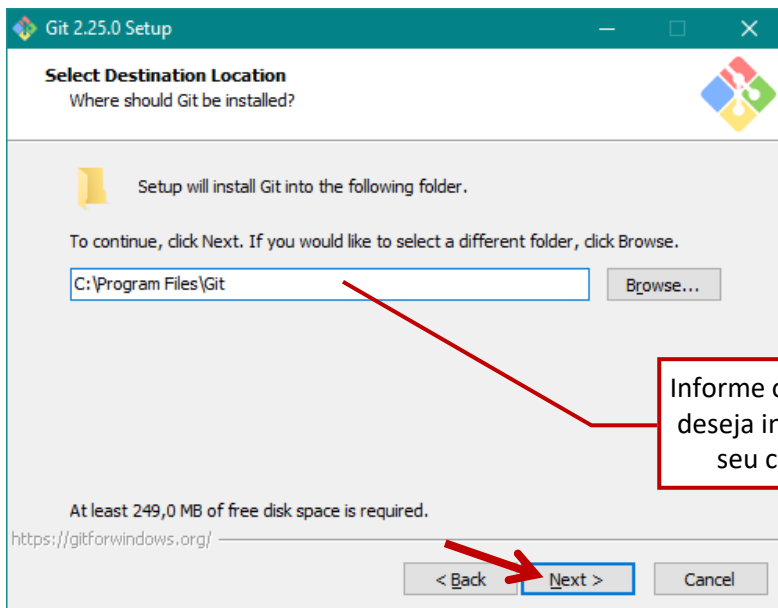 Git 2.25.0 Setup
Select Destination Location
Where should Git be installed?
Setup will install Git into the following folder.
To continue, click Next. If you would like to select a different folder, click Browse.
C:\Program Files\Git
Browse...
Informe
deseja
seu
At least 249,0 MB of free disk space is required.
https://gitforwindows.org/
< Back
Next >
Cancel